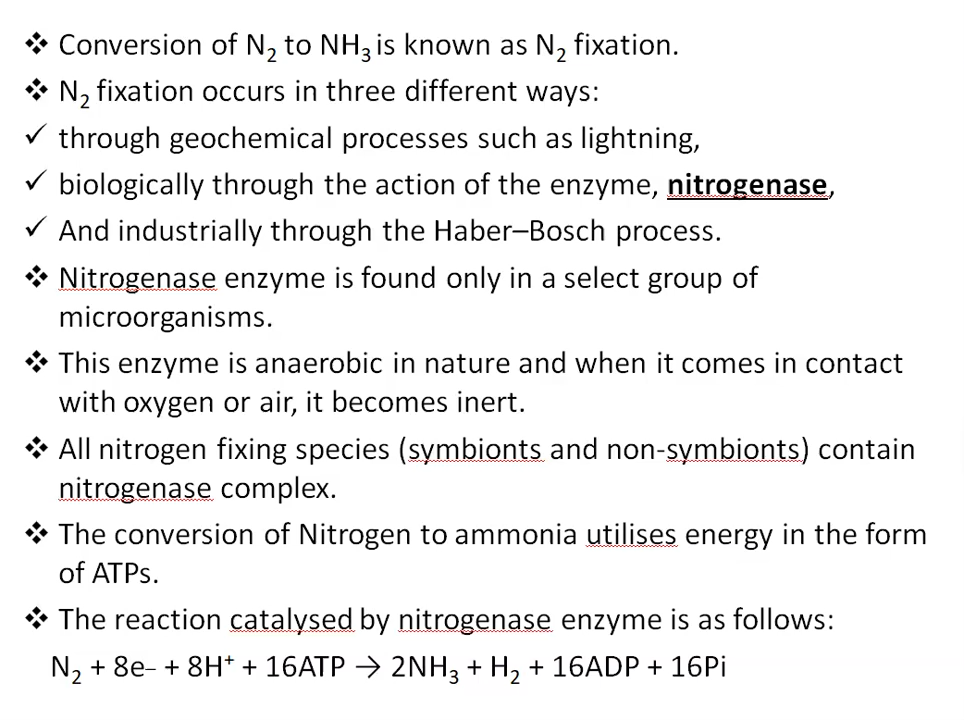 ❖ Conversion of N₂ to NH₃ is known as N₂ fixation.
❖ N₂ fixation occurs in three different ways:
✓ through geochemical processes such as lightning,
✓ biologically through the action of the enzyme, nitrogenase,
✓ And industrially through the Haber–Bosch process.
❖ Nitrogenase enzyme is found only in a select group of
microorganisms.
❖ This enzyme is anaerobic in nature and when it comes in contact
with oxygen or air, it becomes inert.
❖ All nitrogen fixing species (symbionts and non-symbionts) contain
nitrogenase complex.
❖ The conversion of Nitrogen to ammonia utilises energy in the form
of ATPs.
❖ The reaction catalysed by nitrogenase enzyme is as follows:
N₂ + 8e– + 8H⁺ + 16ATP → 2NH₃ + H₂ + 16ADP + 16Pi